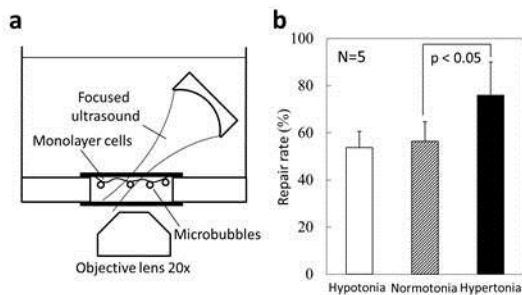 a
Focused
ultrasound
Monolayer cells
Microbubbles
Objective lens 20x
b
100
80
60
40
20
0
Repair rate (%)
N=5
p < 0.05
Hypotonia
Normotonia
Hypertonia